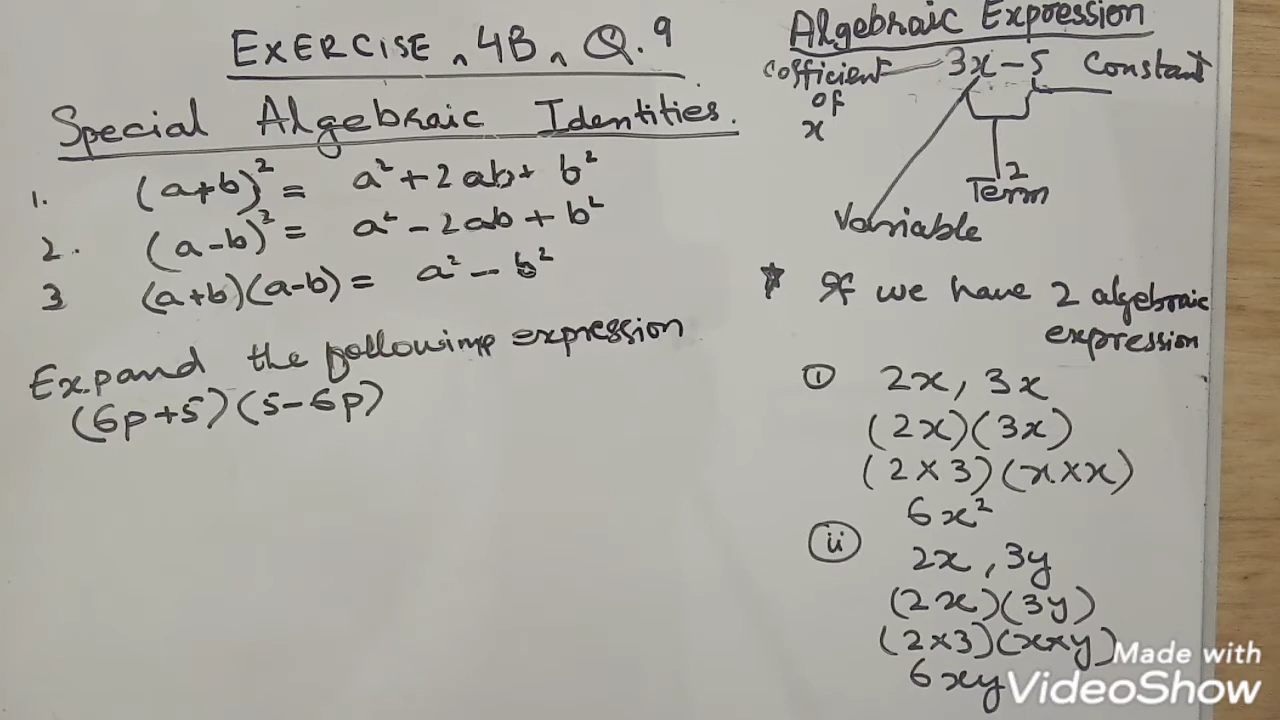 EXERCISE, 4B, Q.9
Special Algebraic Identities.
1. (a+b)² = a² + 2ab + b²
2. (a-b)² = a² - 2ab + b²
3 (a+b)(a-b) = a² - b²
Expand the following expression
(6p+5)(5-6p)
Algebraic Expression
cofficient 3x - 5 Constant
of
x
2
Term
Variable
* If we have 2 algebraic
expression
i 2x, 3x
(2x)(3x)
(2×3)(x×x)
6x²
ii 2x, 3y
(2x)(3y)
(2×3)(x×y)
6xy
Made with
VideoShow